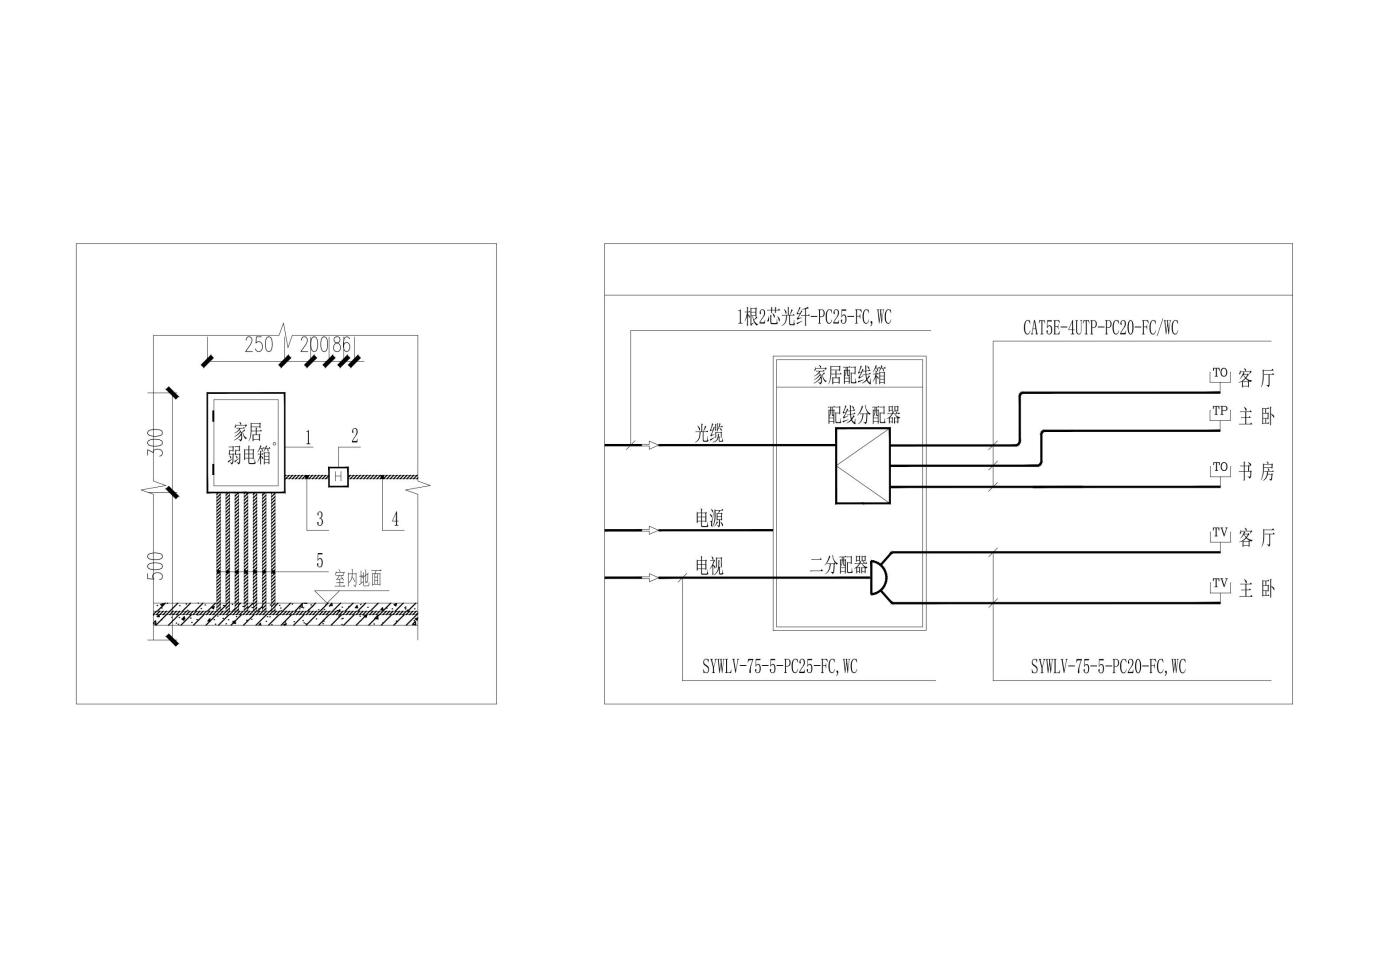 250 200 86
300
家居
弱电箱
1
2
H
3
4
500
5
室内地面
1根2芯光纤-PC25-FC,WC
CAT5E-4UTP-PC20-FC/WC
家居配线箱
TO 客厅
配线分配器
TP 主卧
光缆
TO 书房
电源
TV 客厅
电视
二分配器
TV 主卧
SYWLV-75-5-PC25-FC,WC
SYWLV-75-5-PC20-FC,WC